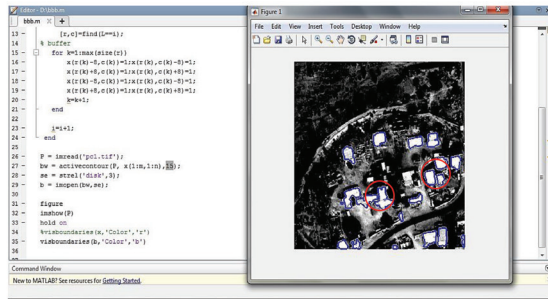 Editor - D:\bbb.m
bbb.m
13 - [r,c]=find(L==i);
14 % buffer
15 - for k=1:max(size(r))
16 - x(r(k)-8,c(k)-8)=1;x(r(k),c(k)-8)=1;
17 - x(r(k)+8,c(k)+8)=1;x(r(k),c(k)+8)=1;
18 - x(r(k)-8,c(k)+8)=1;x(r(k)-8,c(k))=1;
19 - x(r(k)+8,c(k)-8)=1;x(r(k)+8,c(k))=1;
20 - k=k+1;
21 - end
22
23 - i=i+1;
24 - end
25
26 - P = imread('pc1.tif');
27 - bw = activecontour(P, x(1:m,1:n),15);
28 - se = strel('disk',3);
29 - b = imopen(bw,se);
30
31 figure
32 imshow(P)
33 hold on
34 %visboundaries(x,'Color','r')
35 visboundaries(b,'Color','b')
36
Command Window
New to MATLAB? See resources for Getting Started.
Figure 1
File Edit View Insert Tools Desktop Window Help